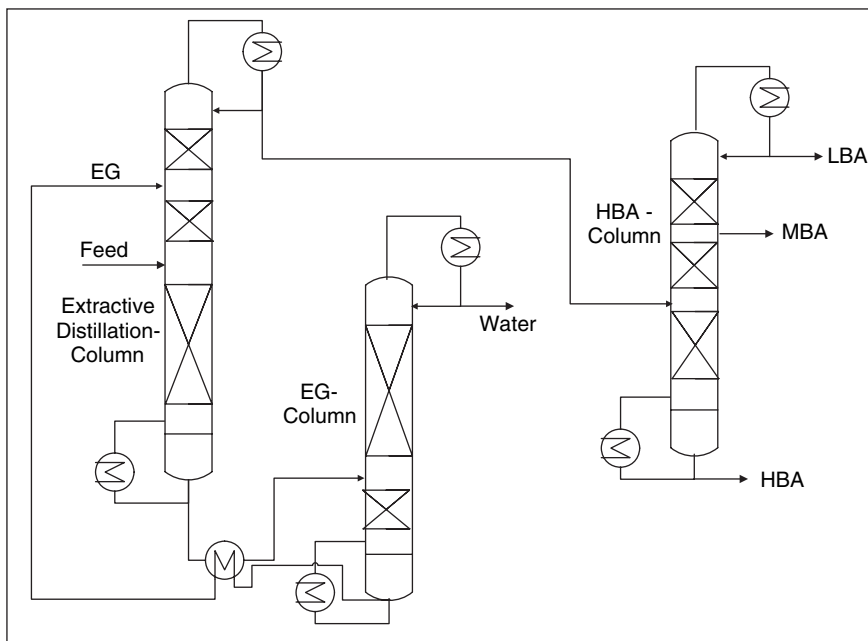 EG
Feed
Extractive
Distillation-
Column
EG-
Column
Water
HBA -
Column
LBA
MBA
HBA